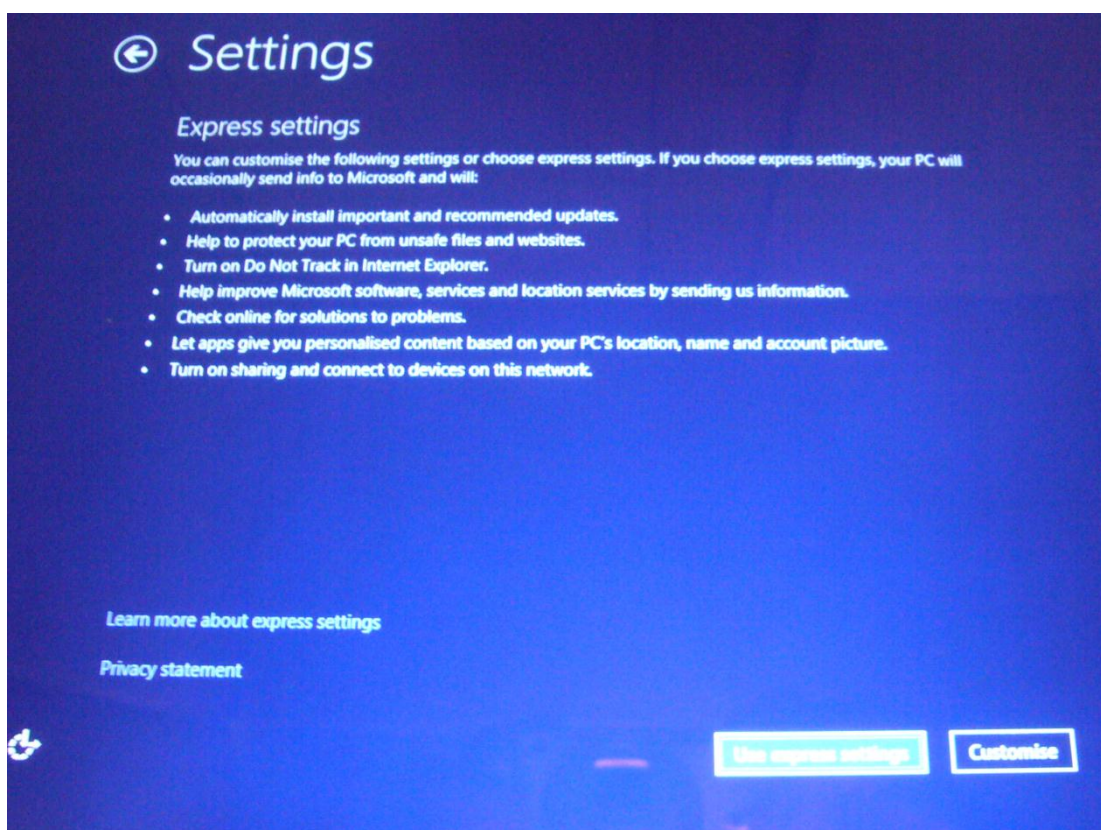 Settings
Express settings
You can customise the following settings or choose express settings. If you choose express settings, your PC will
occasionally send info to Microsoft and will:
• Automatically install important and recommended updates.
• Help to protect your PC from unsafe files and websites.
• Turn on Do Not Track in Internet Explorer.
• Help improve Microsoft software, services and location services by sending us information.
• Check online for solutions to problems.
• Let apps give you personalised content based on your PC's location, name and account picture.
• Turn on sharing and connect to devices on this network.
Learn more about express settings
Privacy statement
Use express settings
Customise